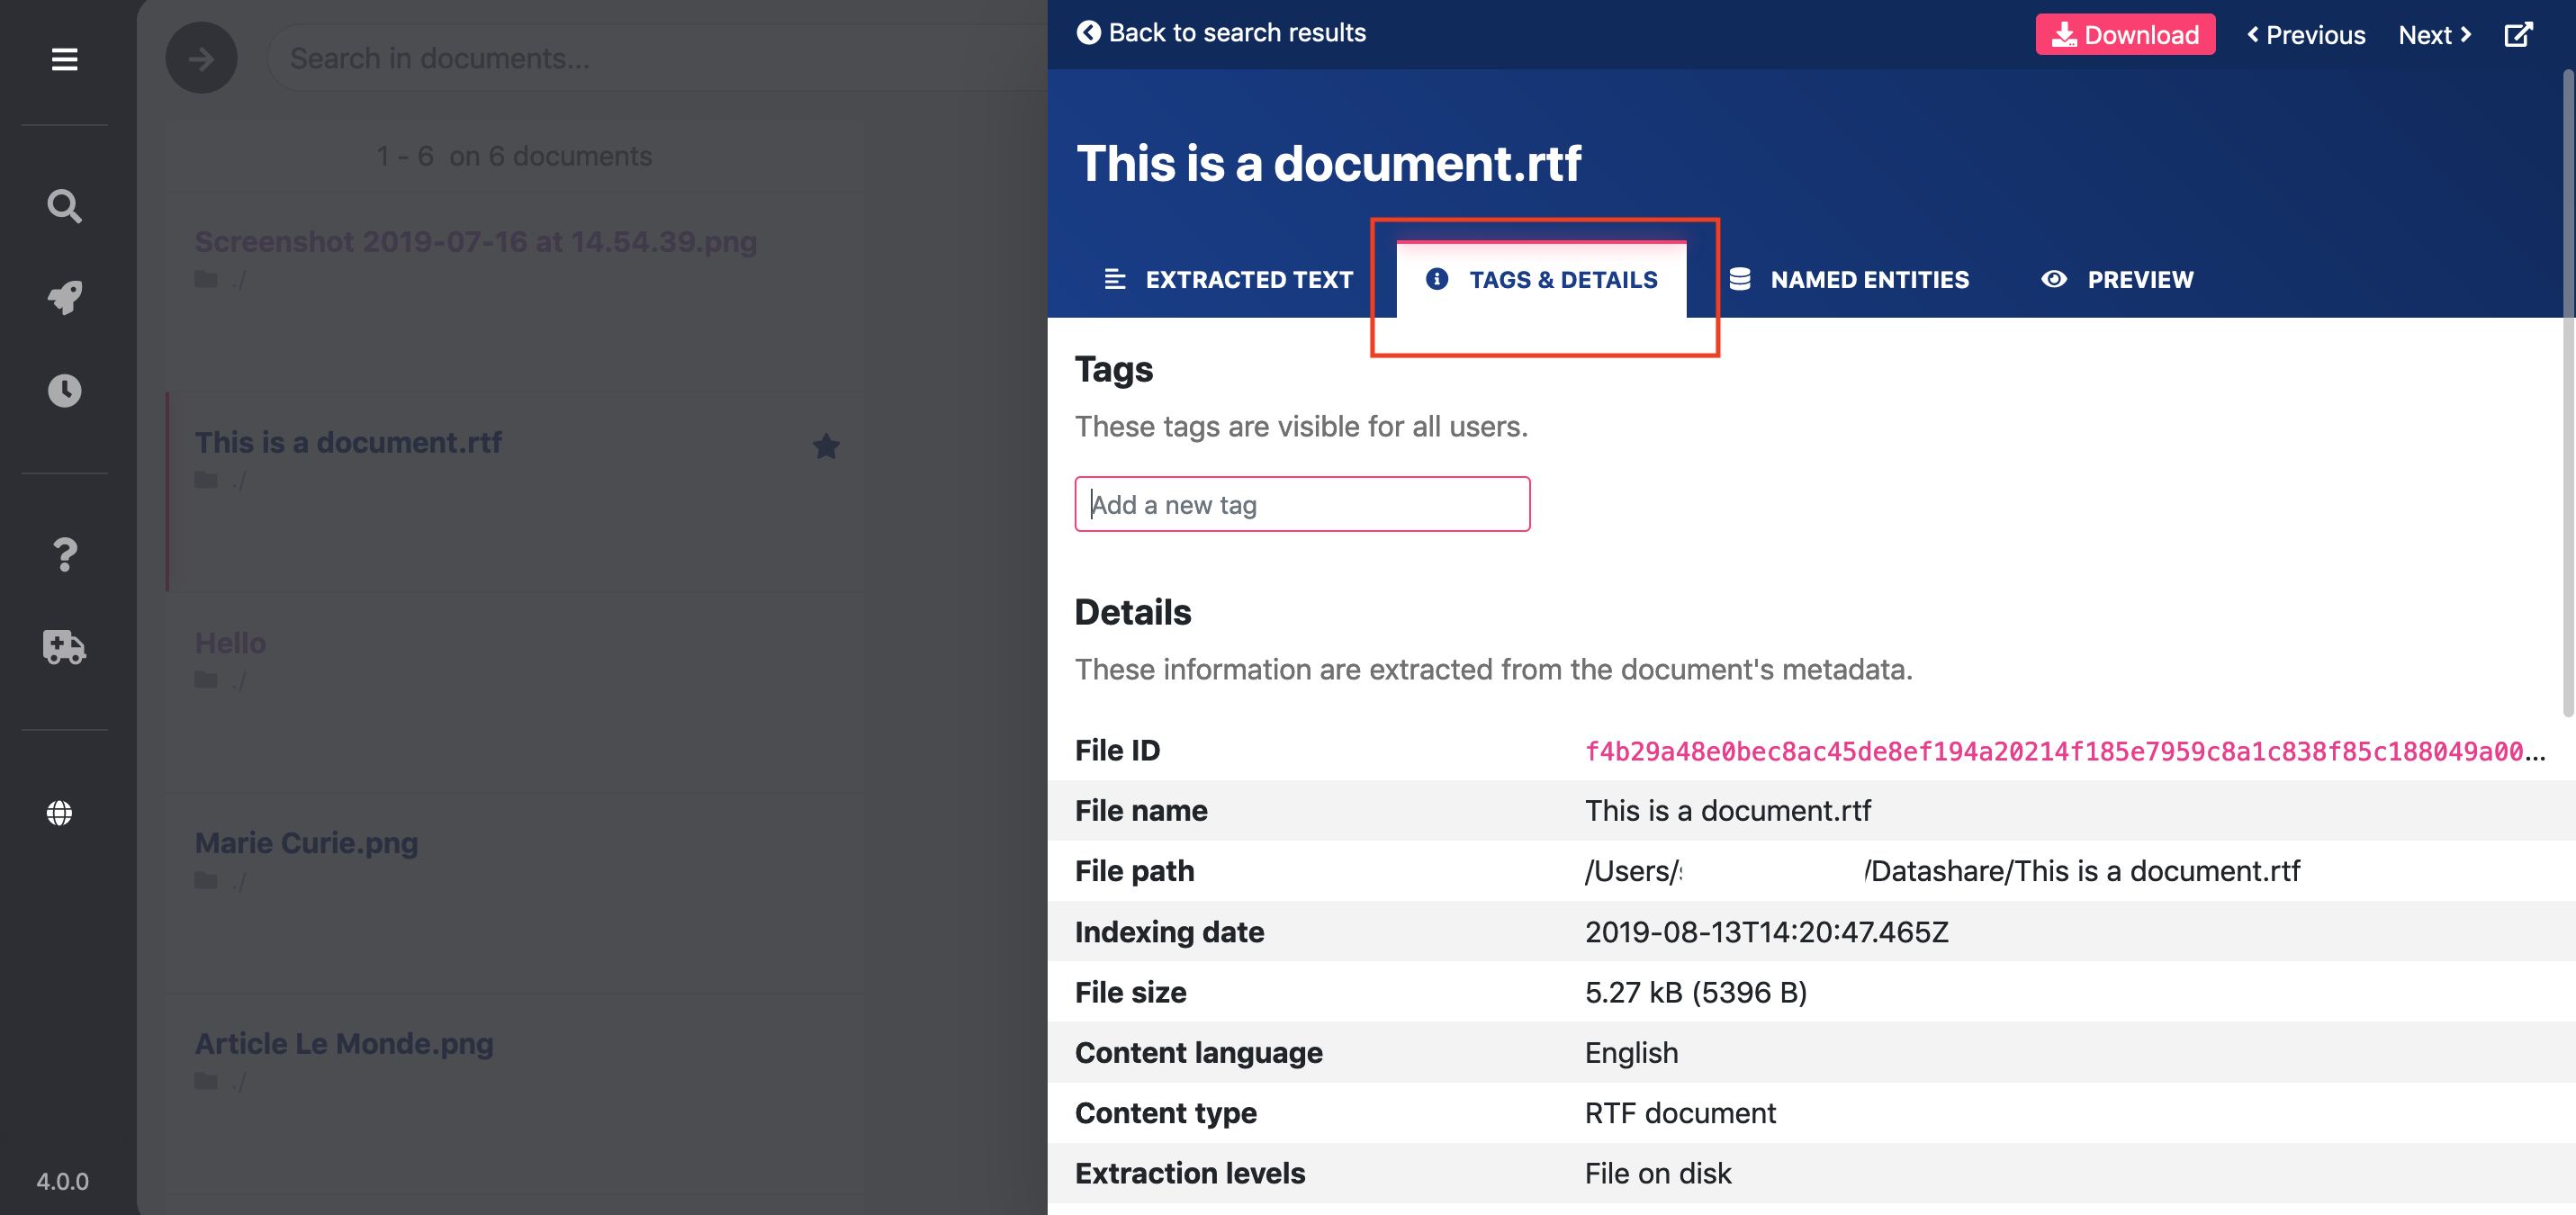 Search in documents...
1 - 6 on 6 documents
Screenshot 2019-07-16 at 14.54.39.png
./
This is a document.rtf
./
Hello
./
Marie Curie.png
./
Article Le Monde.png
./
4.0.0
Back to search results
Download
Previous
Next
This is a document.rtf
EXTRACTED TEXT
TAGS & DETAILS
NAMED ENTITIES
PREVIEW
Tags
These tags are visible for all users.
Add a new tag
Details
These information are extracted from the document's metadata.
File ID f4b29a48e0bec8ac45de8ef194a20214f185e7959c8a1c838f85c188049a00...
File name This is a document.rtf
File path /Users/ /Datashare/This is a document.rtf
Indexing date 2019-08-13T14:20:47.465Z
File size 5.27 kB (5396 B)
Content language English
Content type RTF document
Extraction levels File on disk